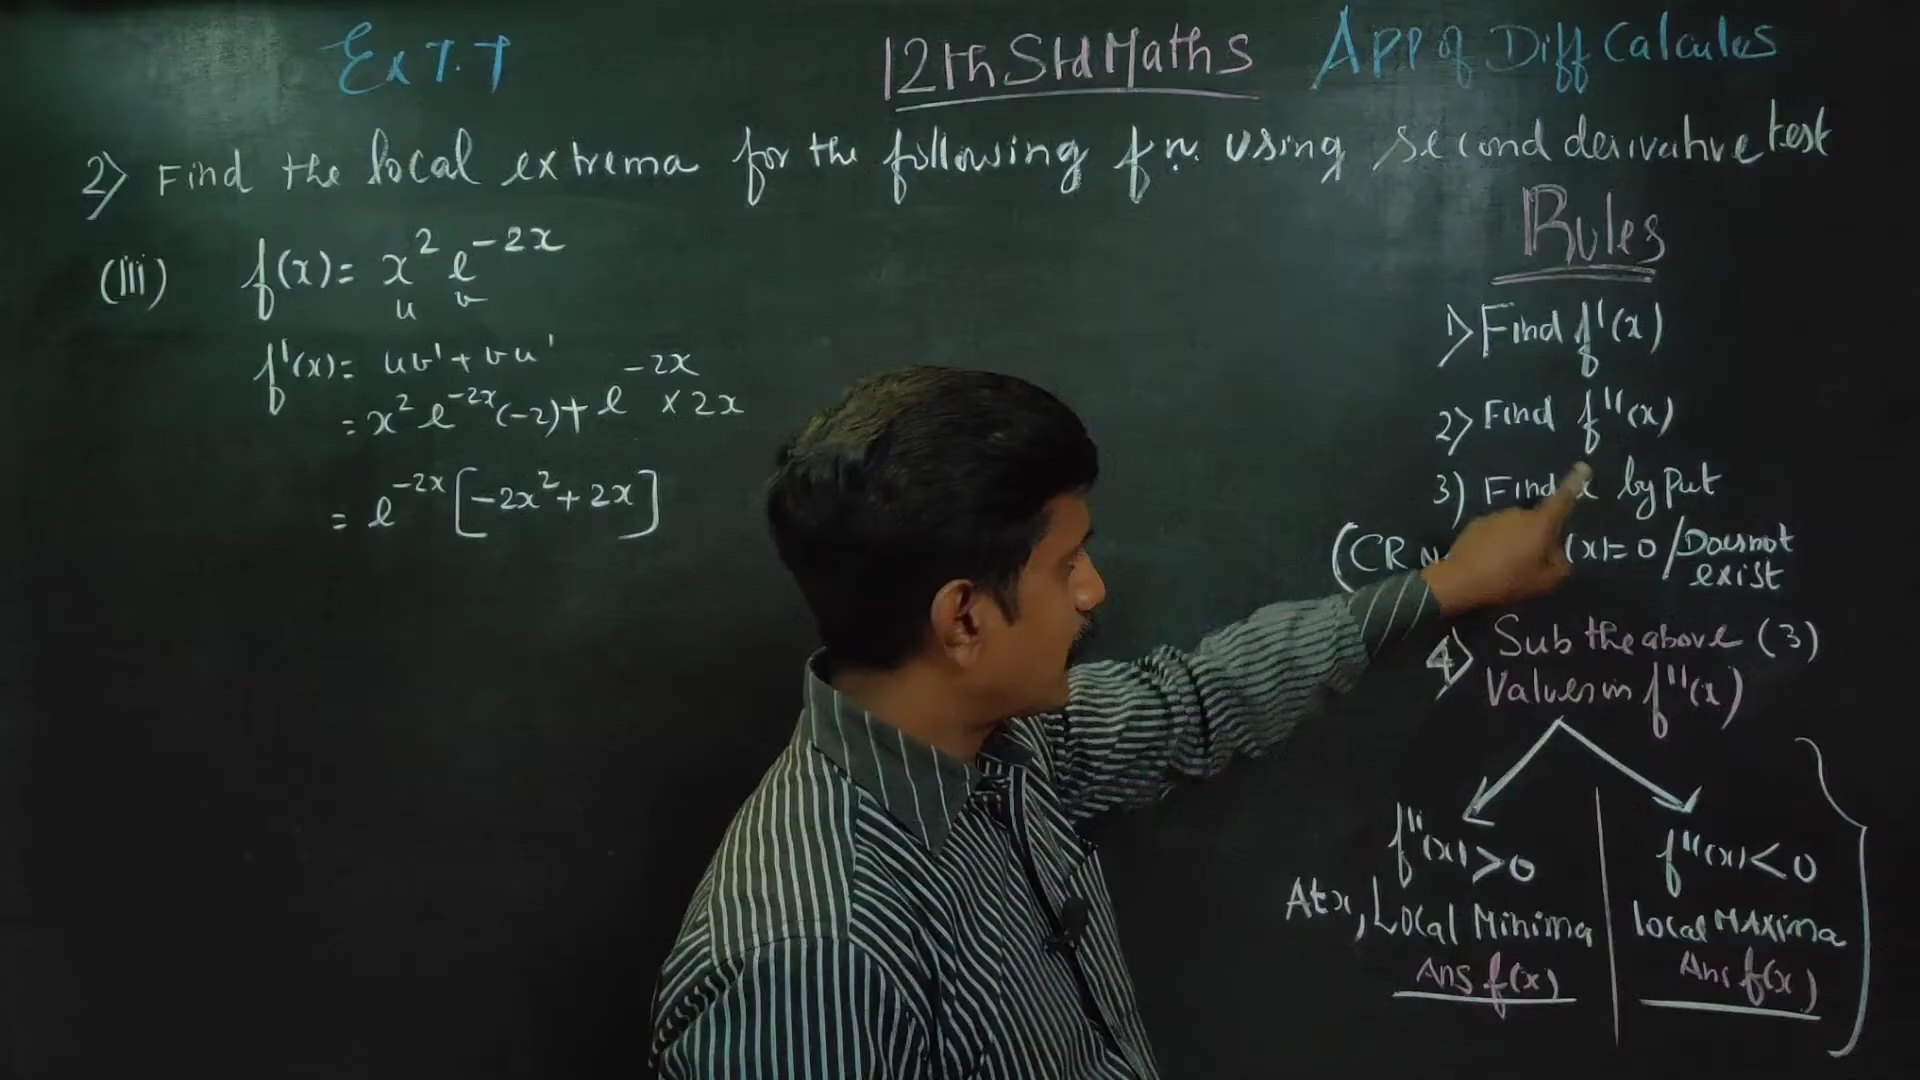 Ex 7.7
12th Std Maths
App of Diff Calculus
2) Find the local extrema for the following fn. using second derivative test
(iii) f(x) = x² e^-2x
u v
f'(x) = uv' + vu'
= x² e^-2x (-2) + e^-2x × 2x
= e^-2x [-2x² + 2x]
Rules
1) Find f'(x)
2) Find f''(x)
3) Find x by put
(CR (x) = 0 / Does not exist
4) Sub the above (3)
Values in f''(x)
f''(x) > 0
At x, Local Minima
Ans f(x)
f''(x) < 0
Local MAxima
Ans f(x)